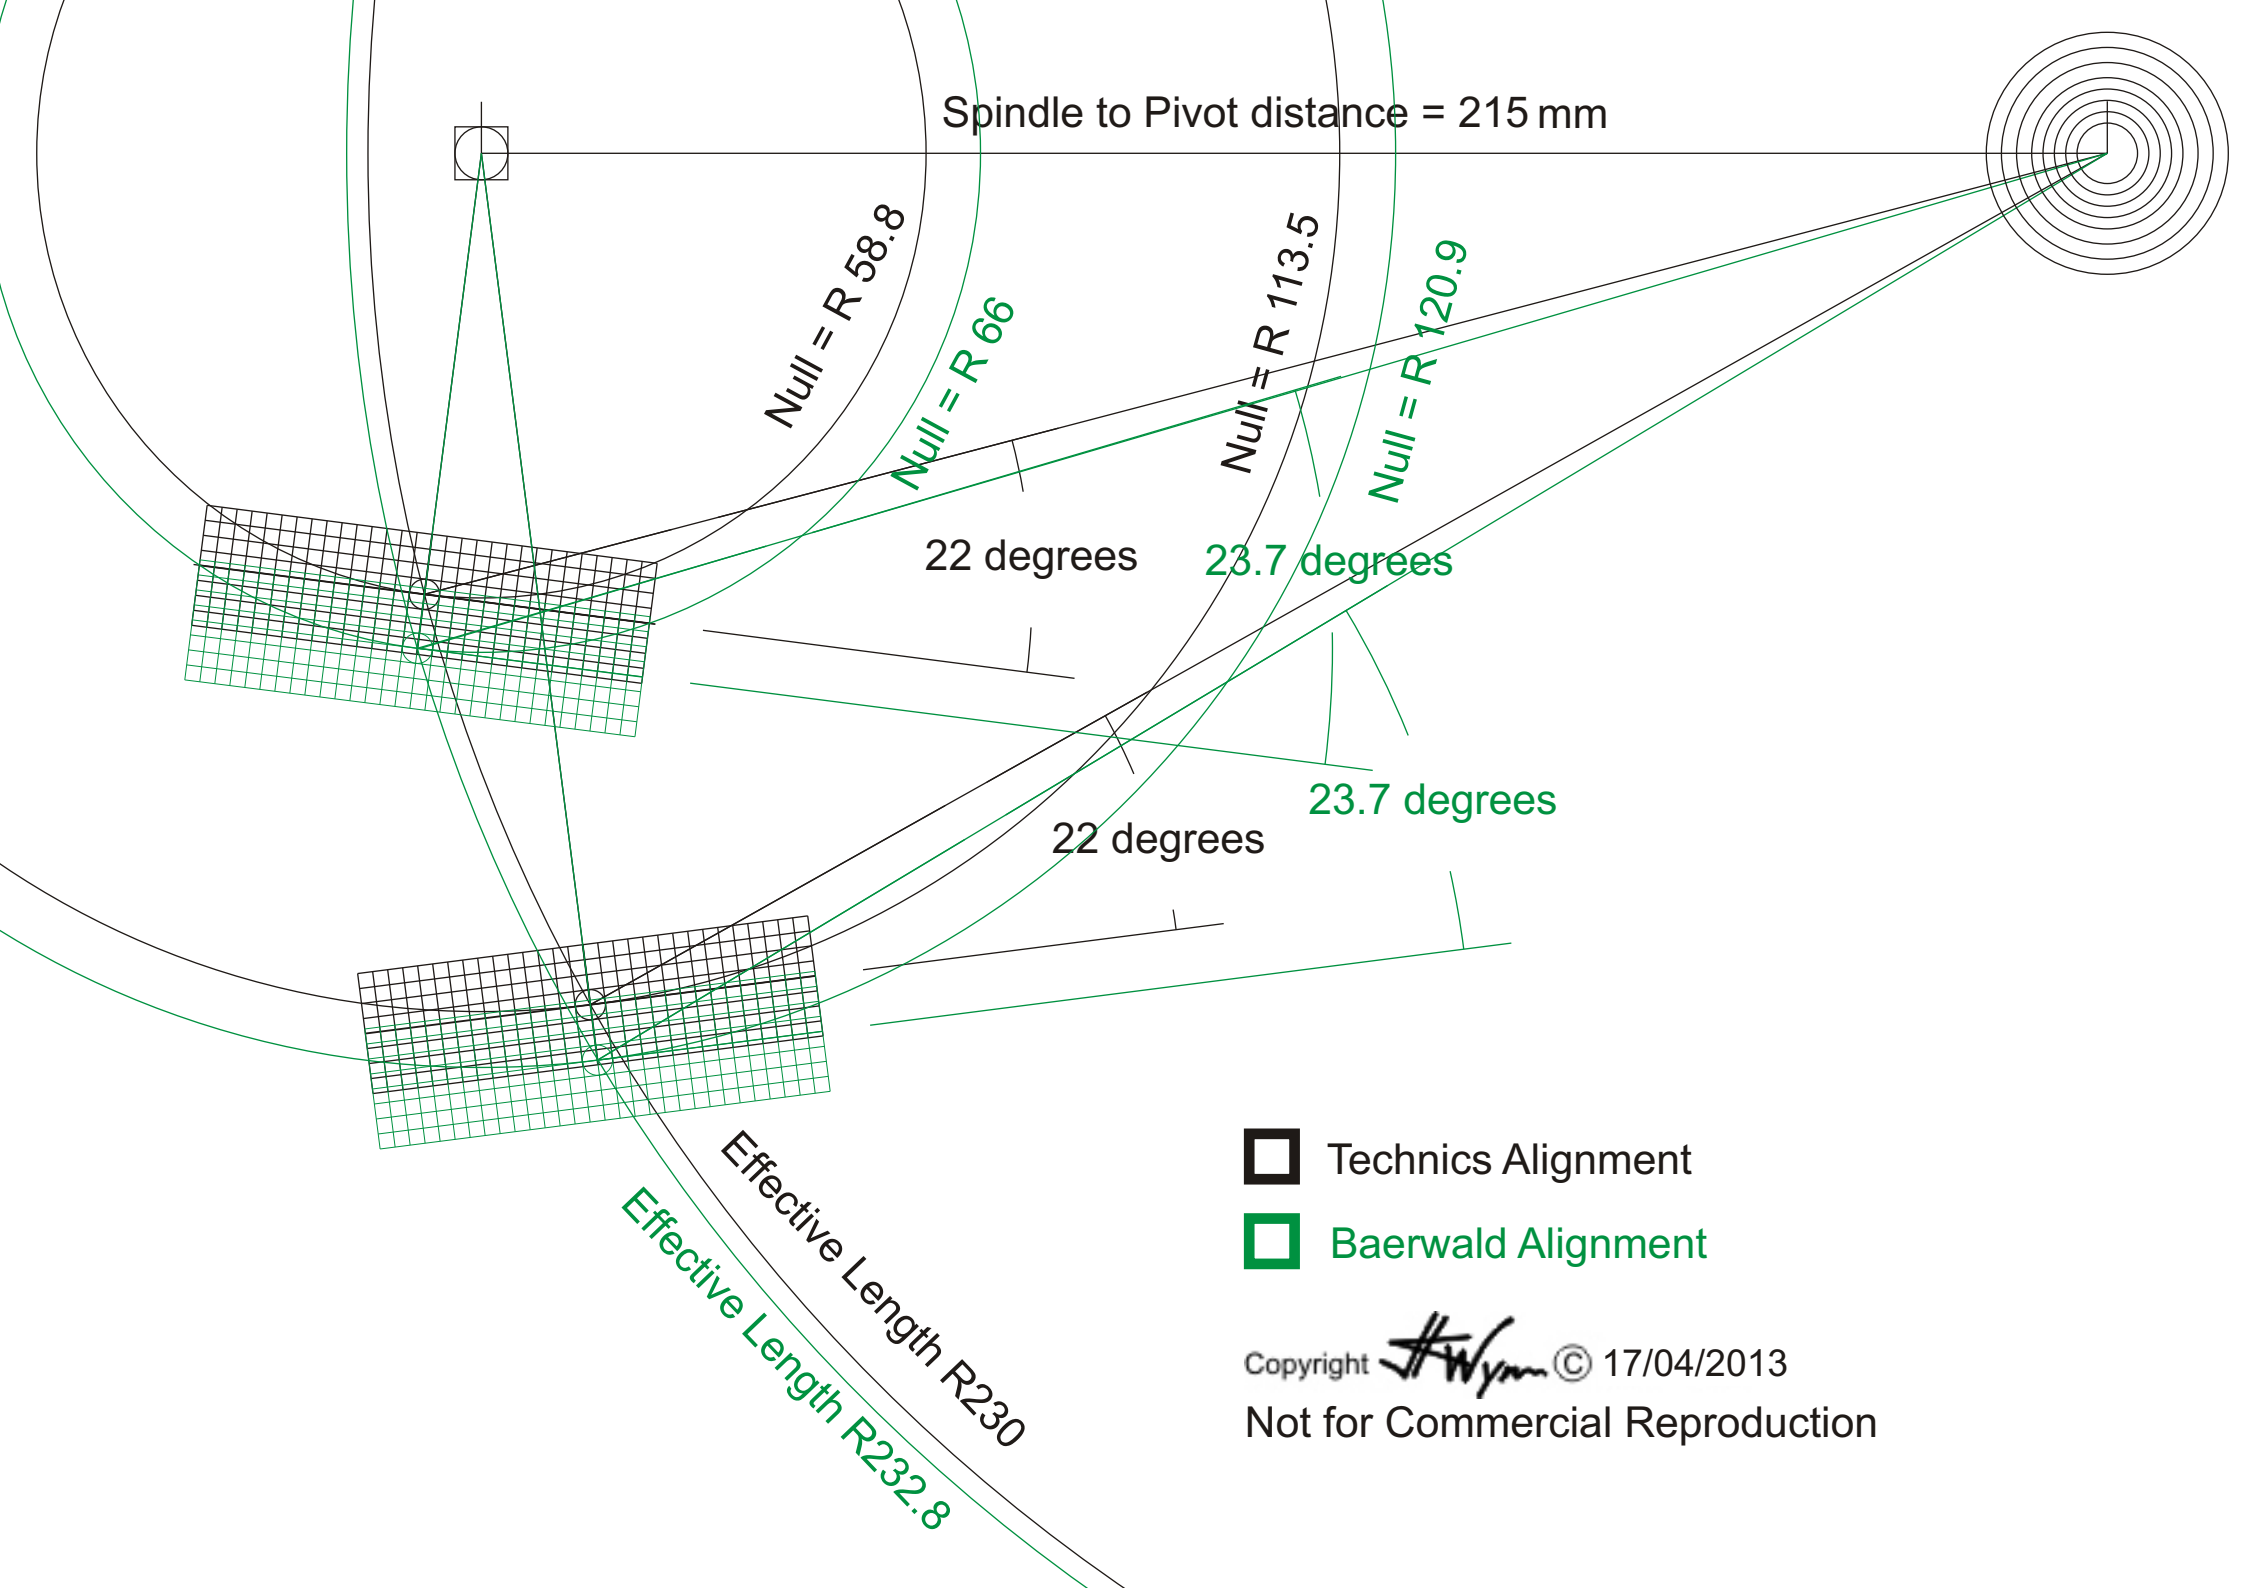 Spindle to Pivot distance = 215 mm
Null = R 58.8
Null = R 66
Null = R 113.5
Null = R 120.9
22 degrees
23.7 degrees
23.7 degrees
22 degrees
Effective Length R230
Effective Length R232.8
Technics Alignment
Baerwald Alignment
Copyright © 17/04/2013
Not for Commercial Reproduction